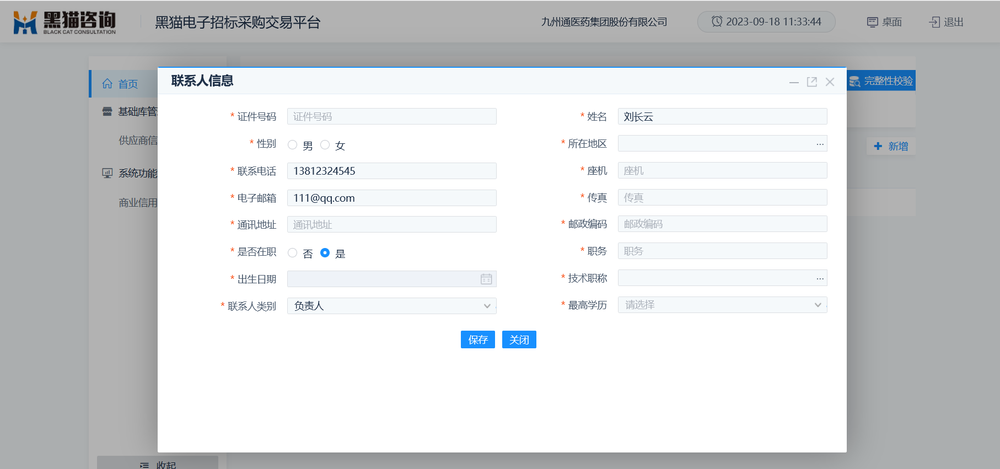 黑猫咨询
BLACK CAT CONSULTATION
黑猫电子招标采购交易平台
九州通医药集团股份有限公司
2023-09-18 11:33:44
桌面
退出
首页
基础库管
供应商信
系统功能
商业信用
收起
完整性校验
新增
联系人信息
* 证件号码 证件号码
* 姓名 刘长云
* 性别 男 女
* 所在地区 ...
* 联系电话 13812324545
* 座机 座机
* 电子邮箱 111@qq.com
* 传真 传真
* 通讯地址 通讯地址
* 邮政编码 邮政编码
* 是否在职 否 是
* 职务 职务
* 出生日期
* 技术职称 ...
* 联系人类别 负责人
* 最高学历 请选择
保存 关闭